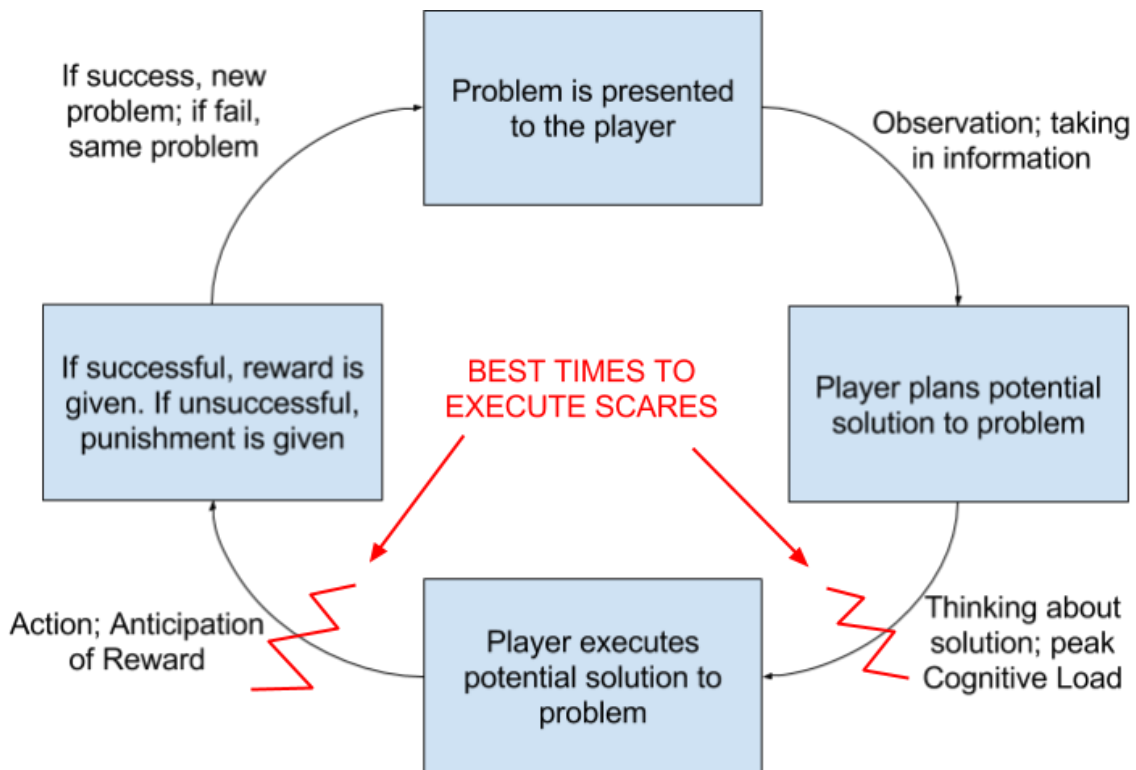 If success, new
problem; if fail,
same problem
Problem is presented
to the player
Observation; taking
in information
If successful, reward is
given. If unsuccessful,
punishment is given
BEST TIMES TO
EXECUTE SCARES
Player plans potential
solution to problem
Action; Anticipation
of Reward
Player executes
potential solution to
problem
Thinking about
solution; peak
Cognitive Load